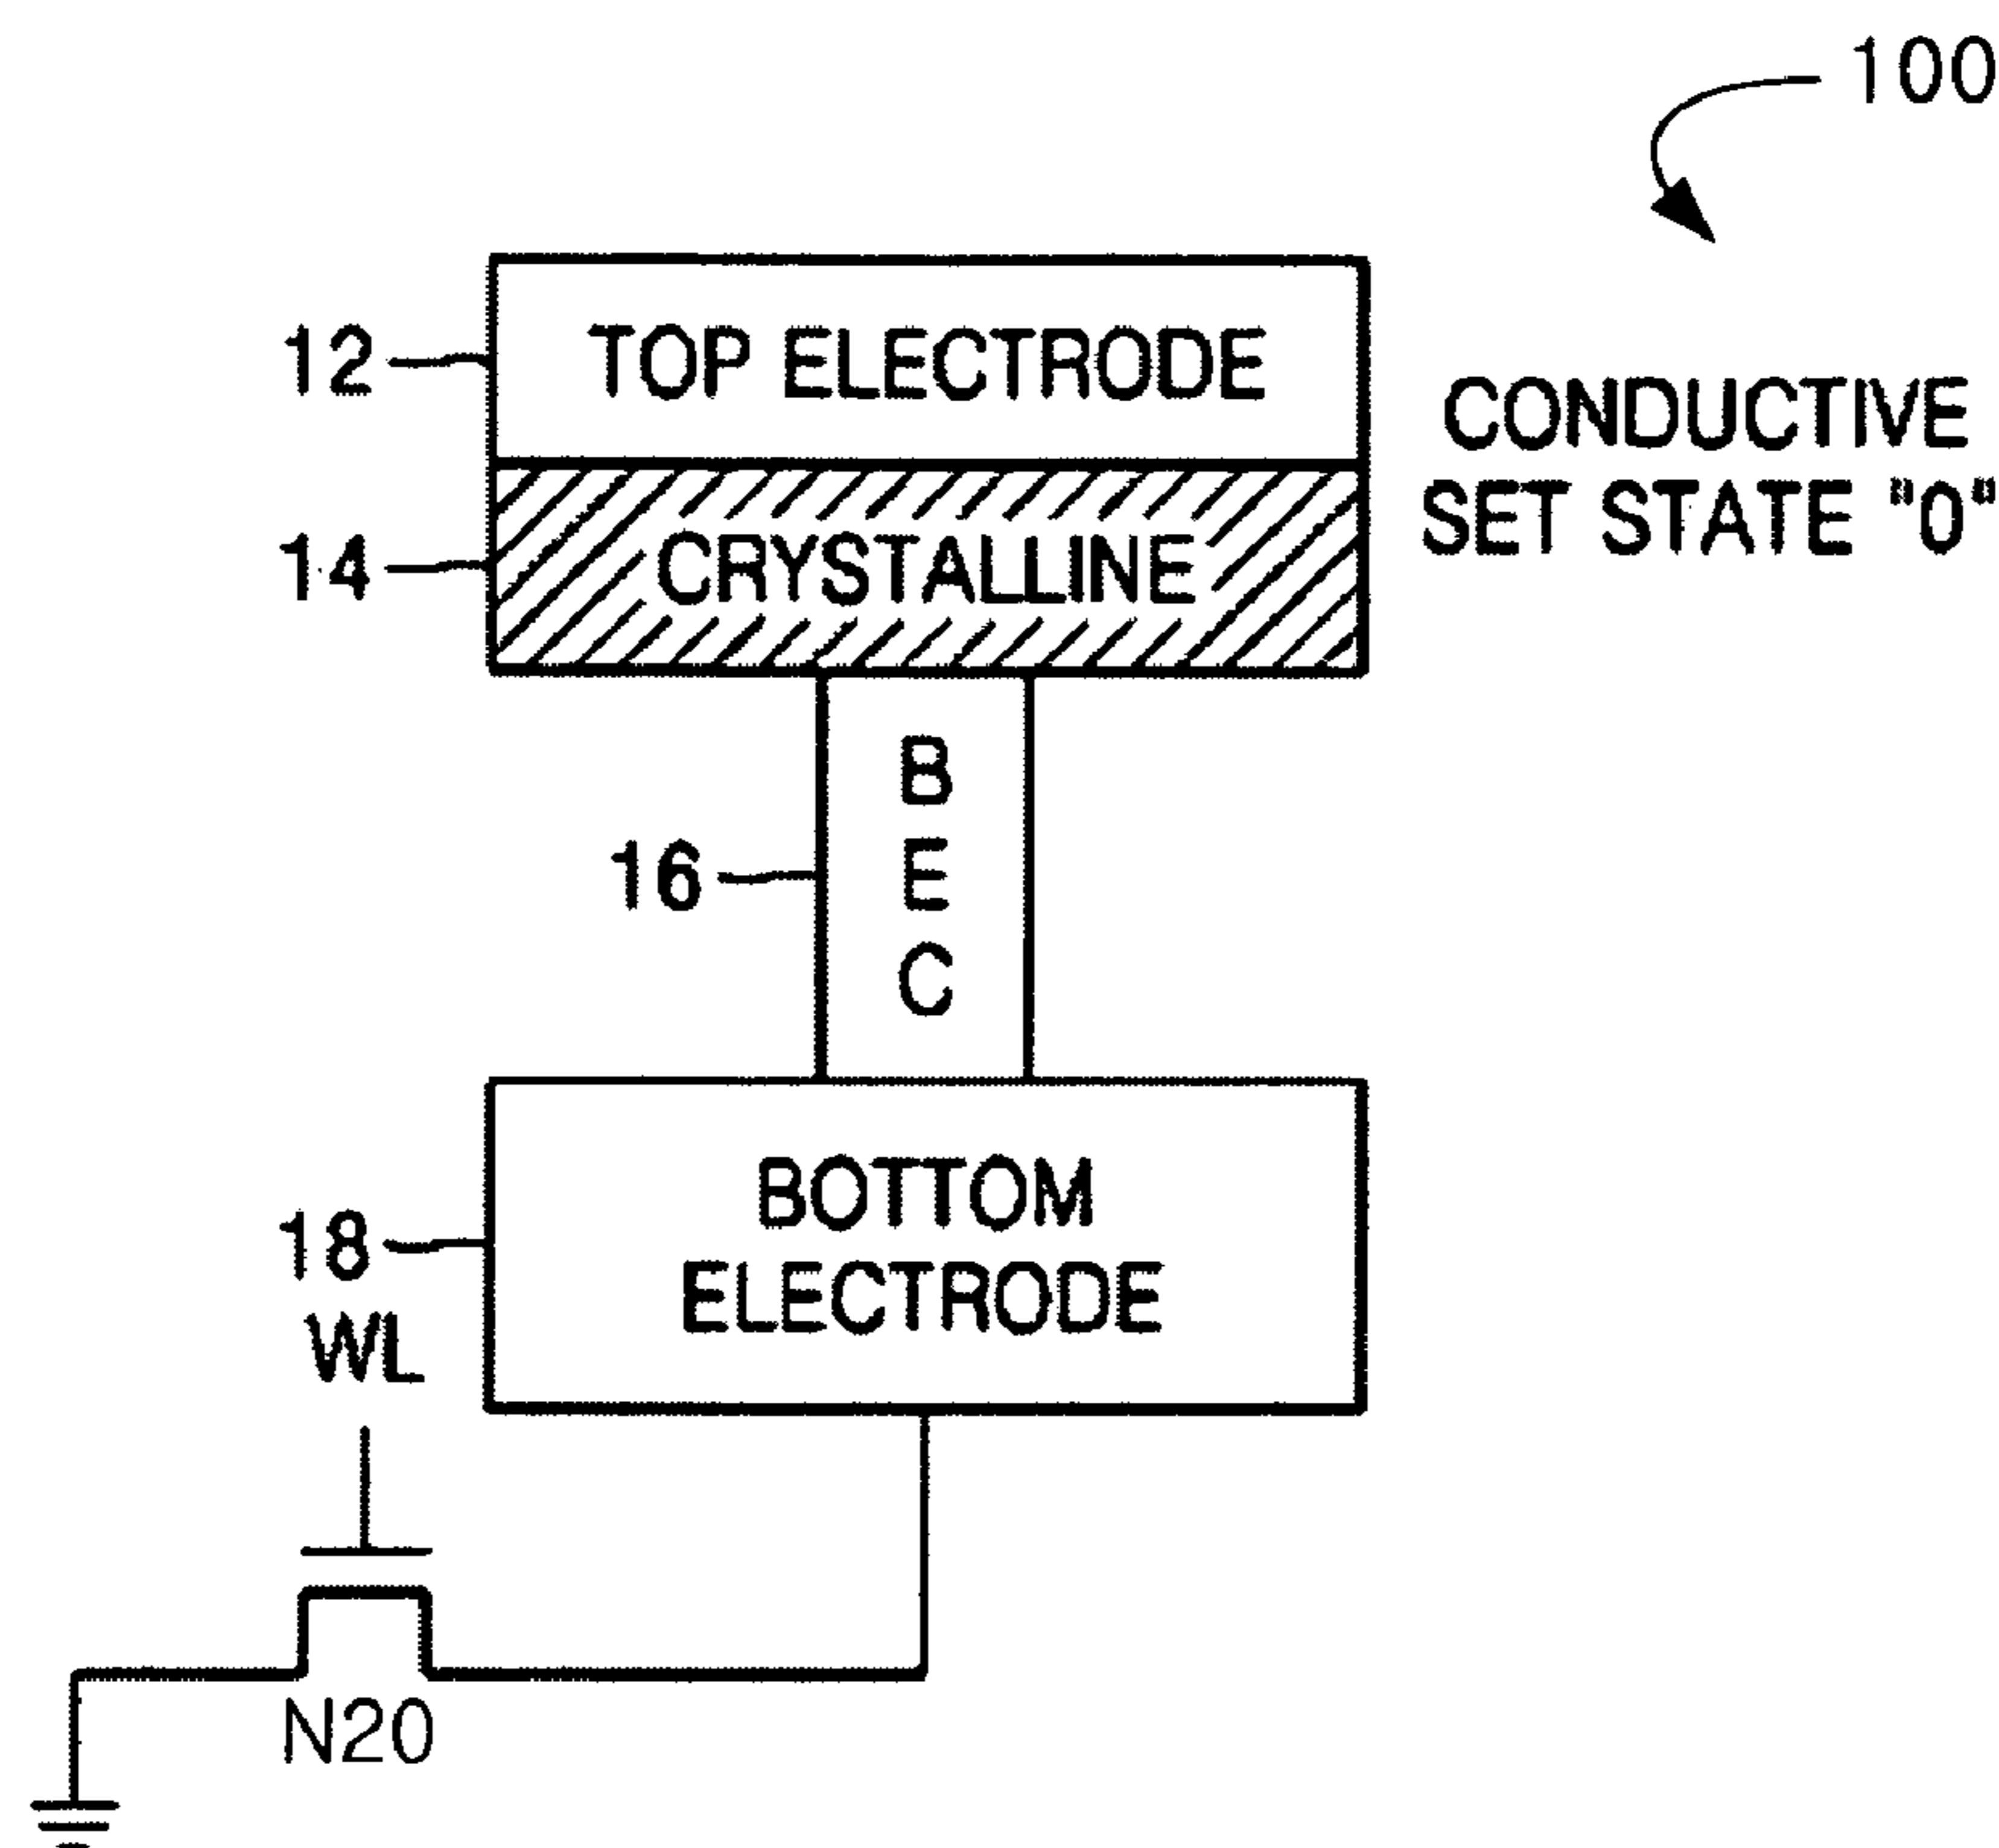 100
12
TOP ELECTRODE
CONDUCTIVE
SET STATE "0"
14
CRYSTALLINE
B
E
C
16
BOTTOM
ELECTRODE
18
WL
N20